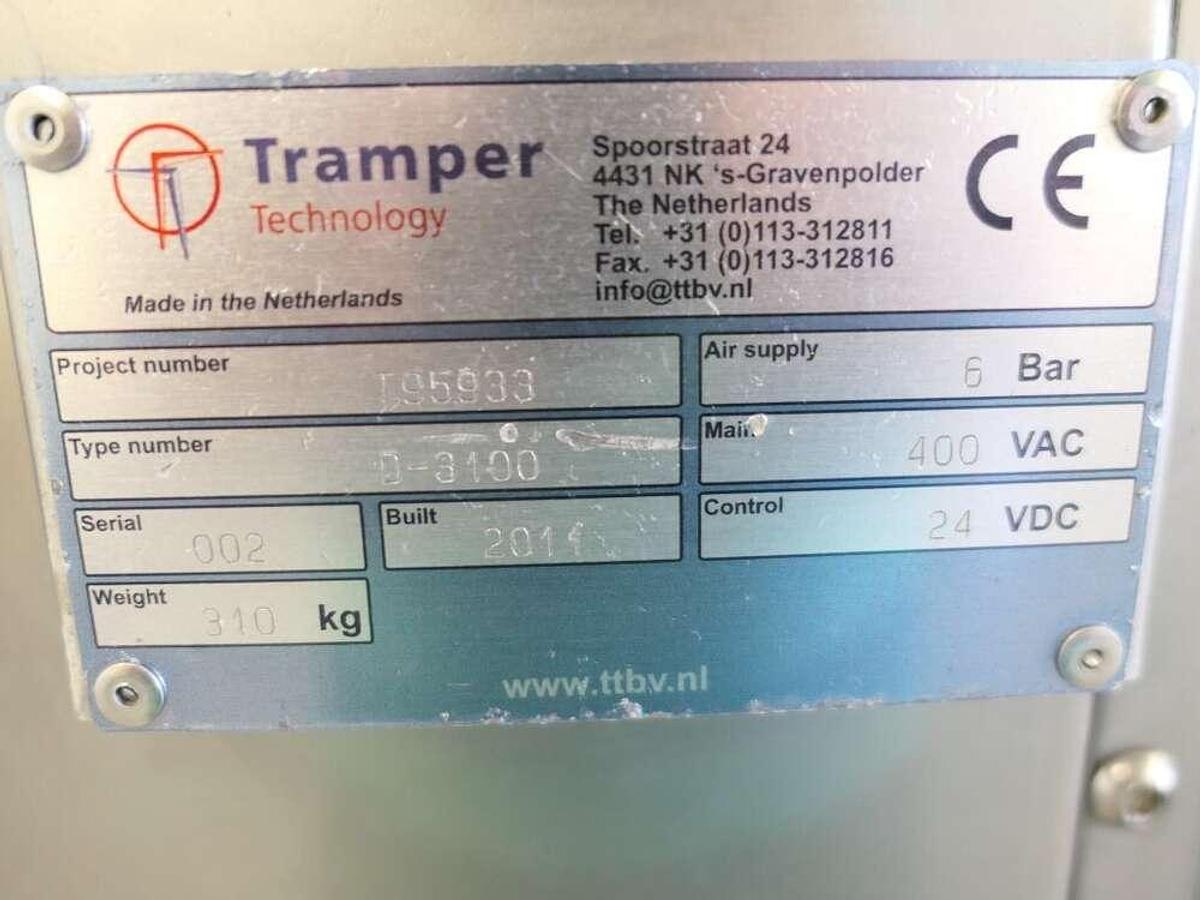 Tramper
Technology
Made in the Netherlands
Spoorstraat 24
4431 NK 's-Gravenpolder
The Netherlands
Tel. +31 (0)113-312811
Fax. +31 (0)113-312816
info@ttbv.nl
CE
Project number
Air supply 6 Bar
Type number D-3100
Main 400 VAC
Serial 002
Built 2011
Control 24 VDC
Weight 310 kg
www.ttbv.nl